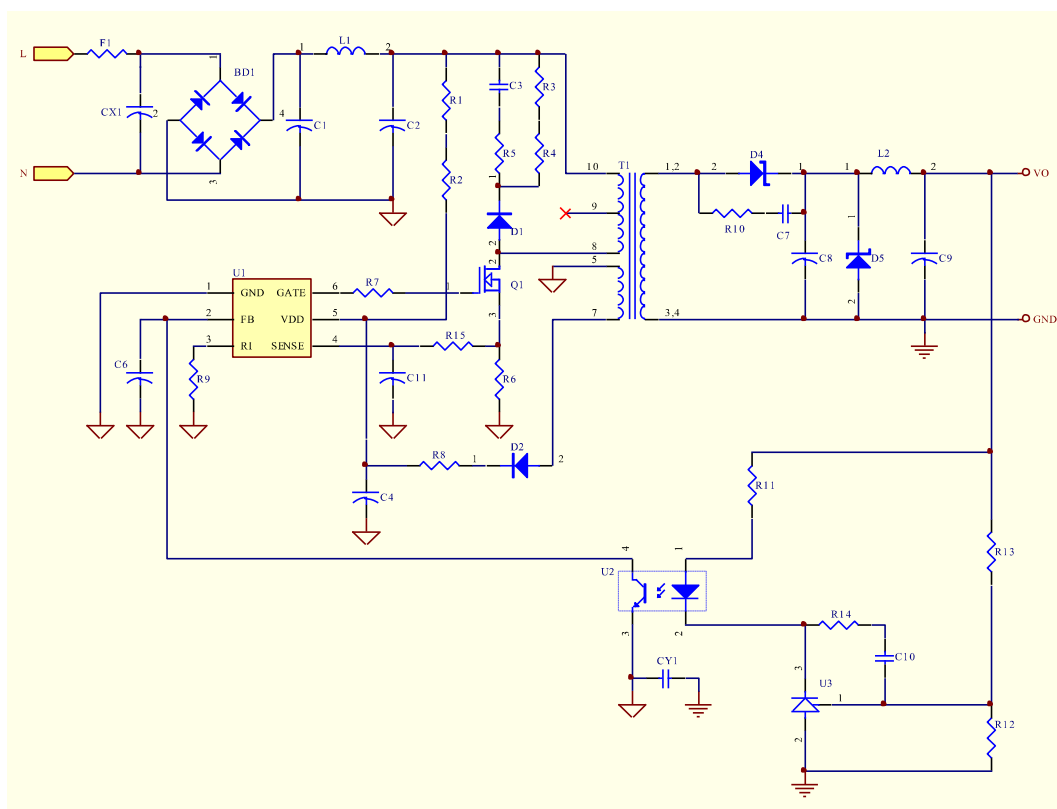 L
F1
BD1
1
L1
2
1
CX1
2
4
C1
C2
R1
C3
R3
N
3
R2
R5
R4
1
T1
10
1,2
2
D4
1
1
L2
2
VO
9
R10
C7
1
D1
2
8
C8
D5
C9
5
2
Q1
U1
1
GND
GATE
6
R7
1
2
2
FB
VDD
5
3
7
3,4
GND
3
RI
SENSE
4
R15
C6
R9
C11
R6
D2
R8
1
2
C4
R11
4
1
R13
U2
3
2
R14
CY1
3
C10
U3
1
R12
2